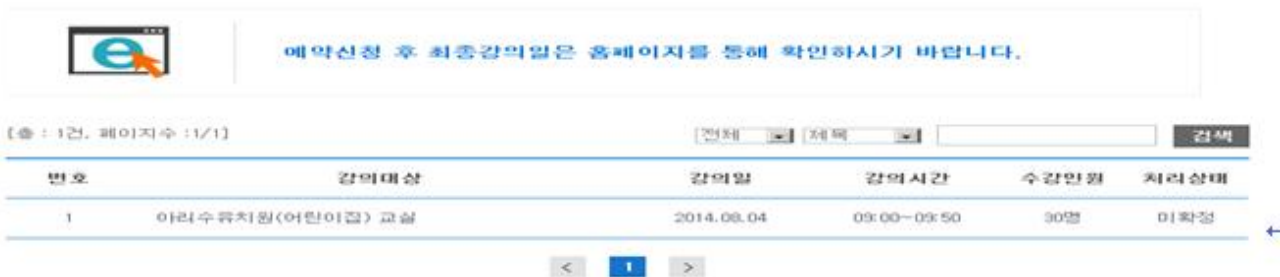 예약신청 후 최종강의일은 홈페이지를 통해 확인하시기 바랍니다.
[총 : 1건, 페이지수 :1/1] 전체 제목 검색
번호 강의대상 강의일 강의시간 수강인원 처리상태
1 아리수유치원(어린이집) 교실 2014.08.04 09:00~09:50 30명 미확정
< 1 >